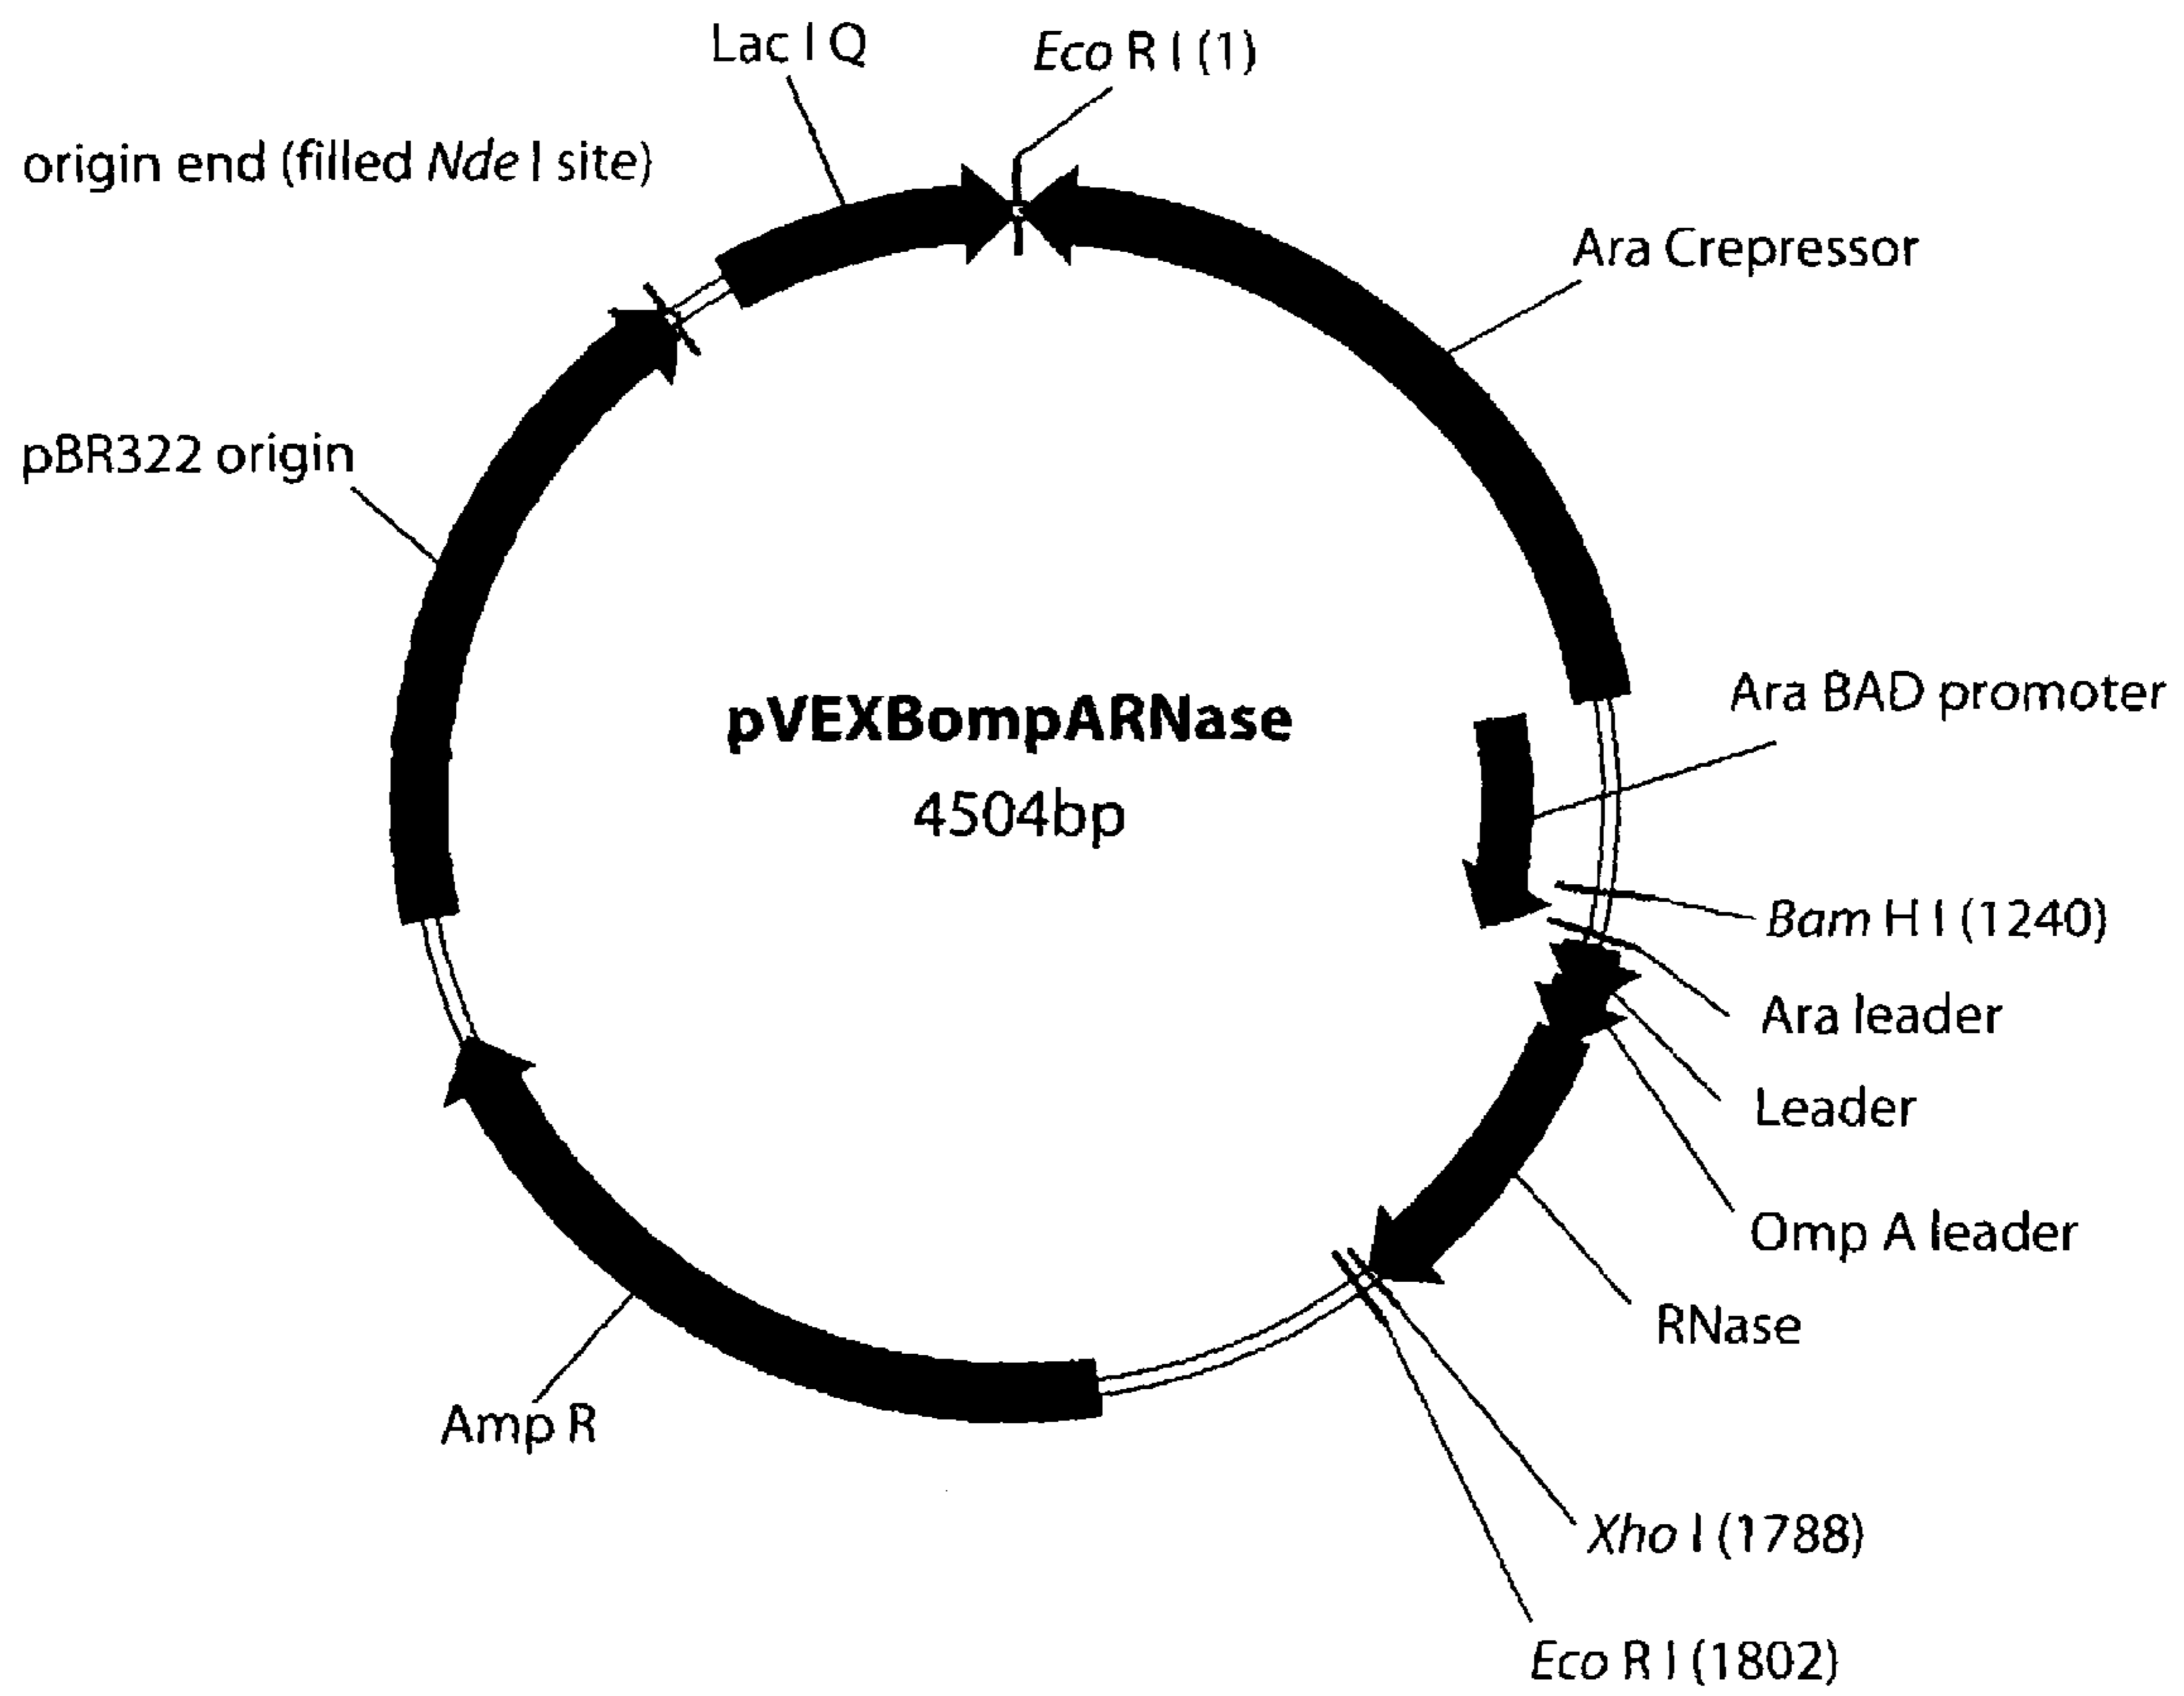 Lac I Q
Eco R I (1)
origin end (filled Nde I site)
Ara Crepressor
pBR322 origin
Ara BAD promoter
pVEXBompARNase
4504bp
Bam H I (1240)
Ara leader
Leader
Omp A leader
RNase
Amp R
Xho I (1788)
Eco R I (1802)